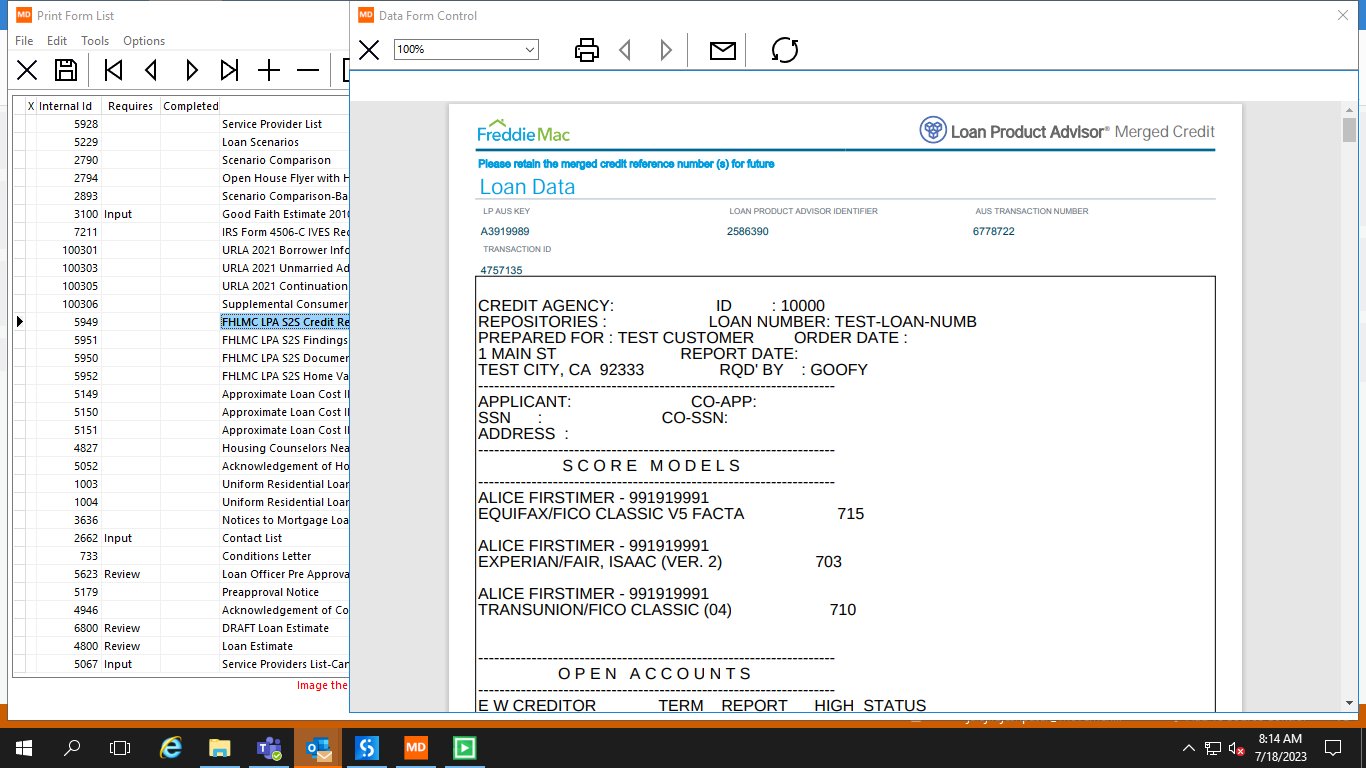 Print Form List
File Edit Tools Options
X Internal Id Requires Completed
5928 Service Provider List
5229 Loan Scenarios
2790 Scenario Comparison
2794 Open House Flyer with
2893 Scenario Comparison-Ba
3100 Input Good Faith Estimate 201
7211 IRS Form 4506-C IVES Rec
100301 URLA 2021 Borrower Info
100303 URLA 2021 Unmarried Ad
100305 URLA 2021 Continuation
100306 Supplemental Consumer
5949 FHLMC LPA S2S Credit Re
5951 FHLMC LPA S2S Findings
5950 FHLMC LPA S2S Documen
5952 FHLMC LPA S2S Home Va
5149 Approximate Loan Cost I
5150 Approximate Loan Cost I
5151 Approximate Loan Cost I
4827 Housing Counselors Nea
5052 Acknowledgement of Ho
1003 Uniform Residential Loan
1004 Uniform Residential Loan
3636 Notices to Mortgage Loa
2662 Input Contact List
733 Conditions Letter
5623 Review Loan Officer Pre Approva
5179 Preapproval Notice
4946 Acknowledgement of Co
6800 Review DRAFT Loan Estimate
4800 Review Loan Estimate
5067 Input Service Providers List-Can
Image the
MD Data Form Control
100%
Freddie Mac
Loan Product Advisor® Merged Credit
Please retain the merged credit reference number (s) for future
Loan Data
LP AUS KEY LOAN PRODUCT ADVISOR IDENTIFIER AUS TRANSACTION NUMBER
A3919989 2586390 6778722
TRANSACTION ID
4757135
CREDIT AGENCY: ID : 10000
REPOSITORIES : LOAN NUMBER: TEST-LOAN-NUMB
PREPARED FOR : TEST CUSTOMER ORDER DATE :
1 MAIN ST REPORT DATE:
TEST CITY, CA 92333 RQD' BY : GOOFY
------------------------------------------------------------------
APPLICANT: CO-APP:
SSN : CO-SSN:
ADDRESS :
------------------------------------------------------------------
S C O R E M O D E L S
------------------------------------------------------------------
ALICE FIRSTIMER - 991919991
EQUIFAX/FICO CLASSIC V5 FACTA 715
ALICE FIRSTIMER - 991919991
EXPERIAN/FAIR, ISAAC (VER. 2) 703
ALICE FIRSTIMER - 991919991
TRANSUNION/FICO CLASSIC (04) 710
------------------------------------------------------------------
O P E N A C C O U N T S
------------------------------------------------------------------
E W CREDITOR TERM REPORT HIGH STATUS
MD
8:14 AM
7/18/2023